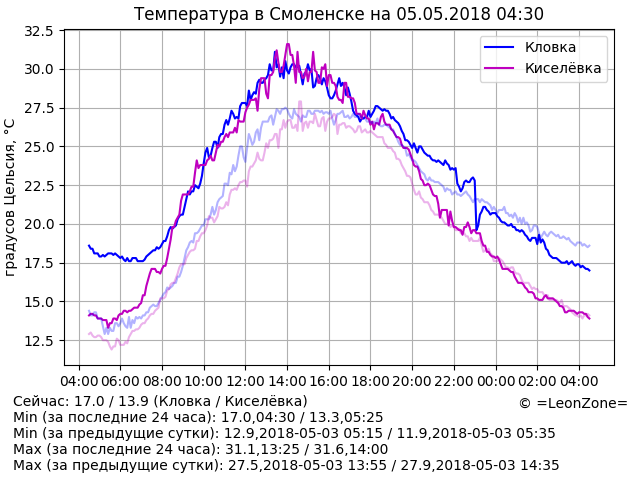 Температура в Смоленске на 05.05.2018 04:30
градусов Цельсия, °C
32.5
30.0
27.5
25.0
22.5
20.0
17.5
15.0
12.5
Кловка
Киселёвка
04:00 06:00 08:00 10:00 12:00 14:00 16:00 18:00 20:00 22:00 00:00 02:00 04:00
© =LeonZone=
Сейчас: 17.0 / 13.9 (Кловка / Киселёвка)
Min (за последние 24 часа): 17.0,04:30 / 13.3,05:25
Min (за предыдущие сутки): 12.9,2018-05-03 05:15 / 11.9,2018-05-03 05:35
Max (за последние 24 часа): 31.1,13:25 / 31.6,14:00
Max (за предыдущие сутки): 27.5,2018-05-03 13:55 / 27.9,2018-05-03 14:35